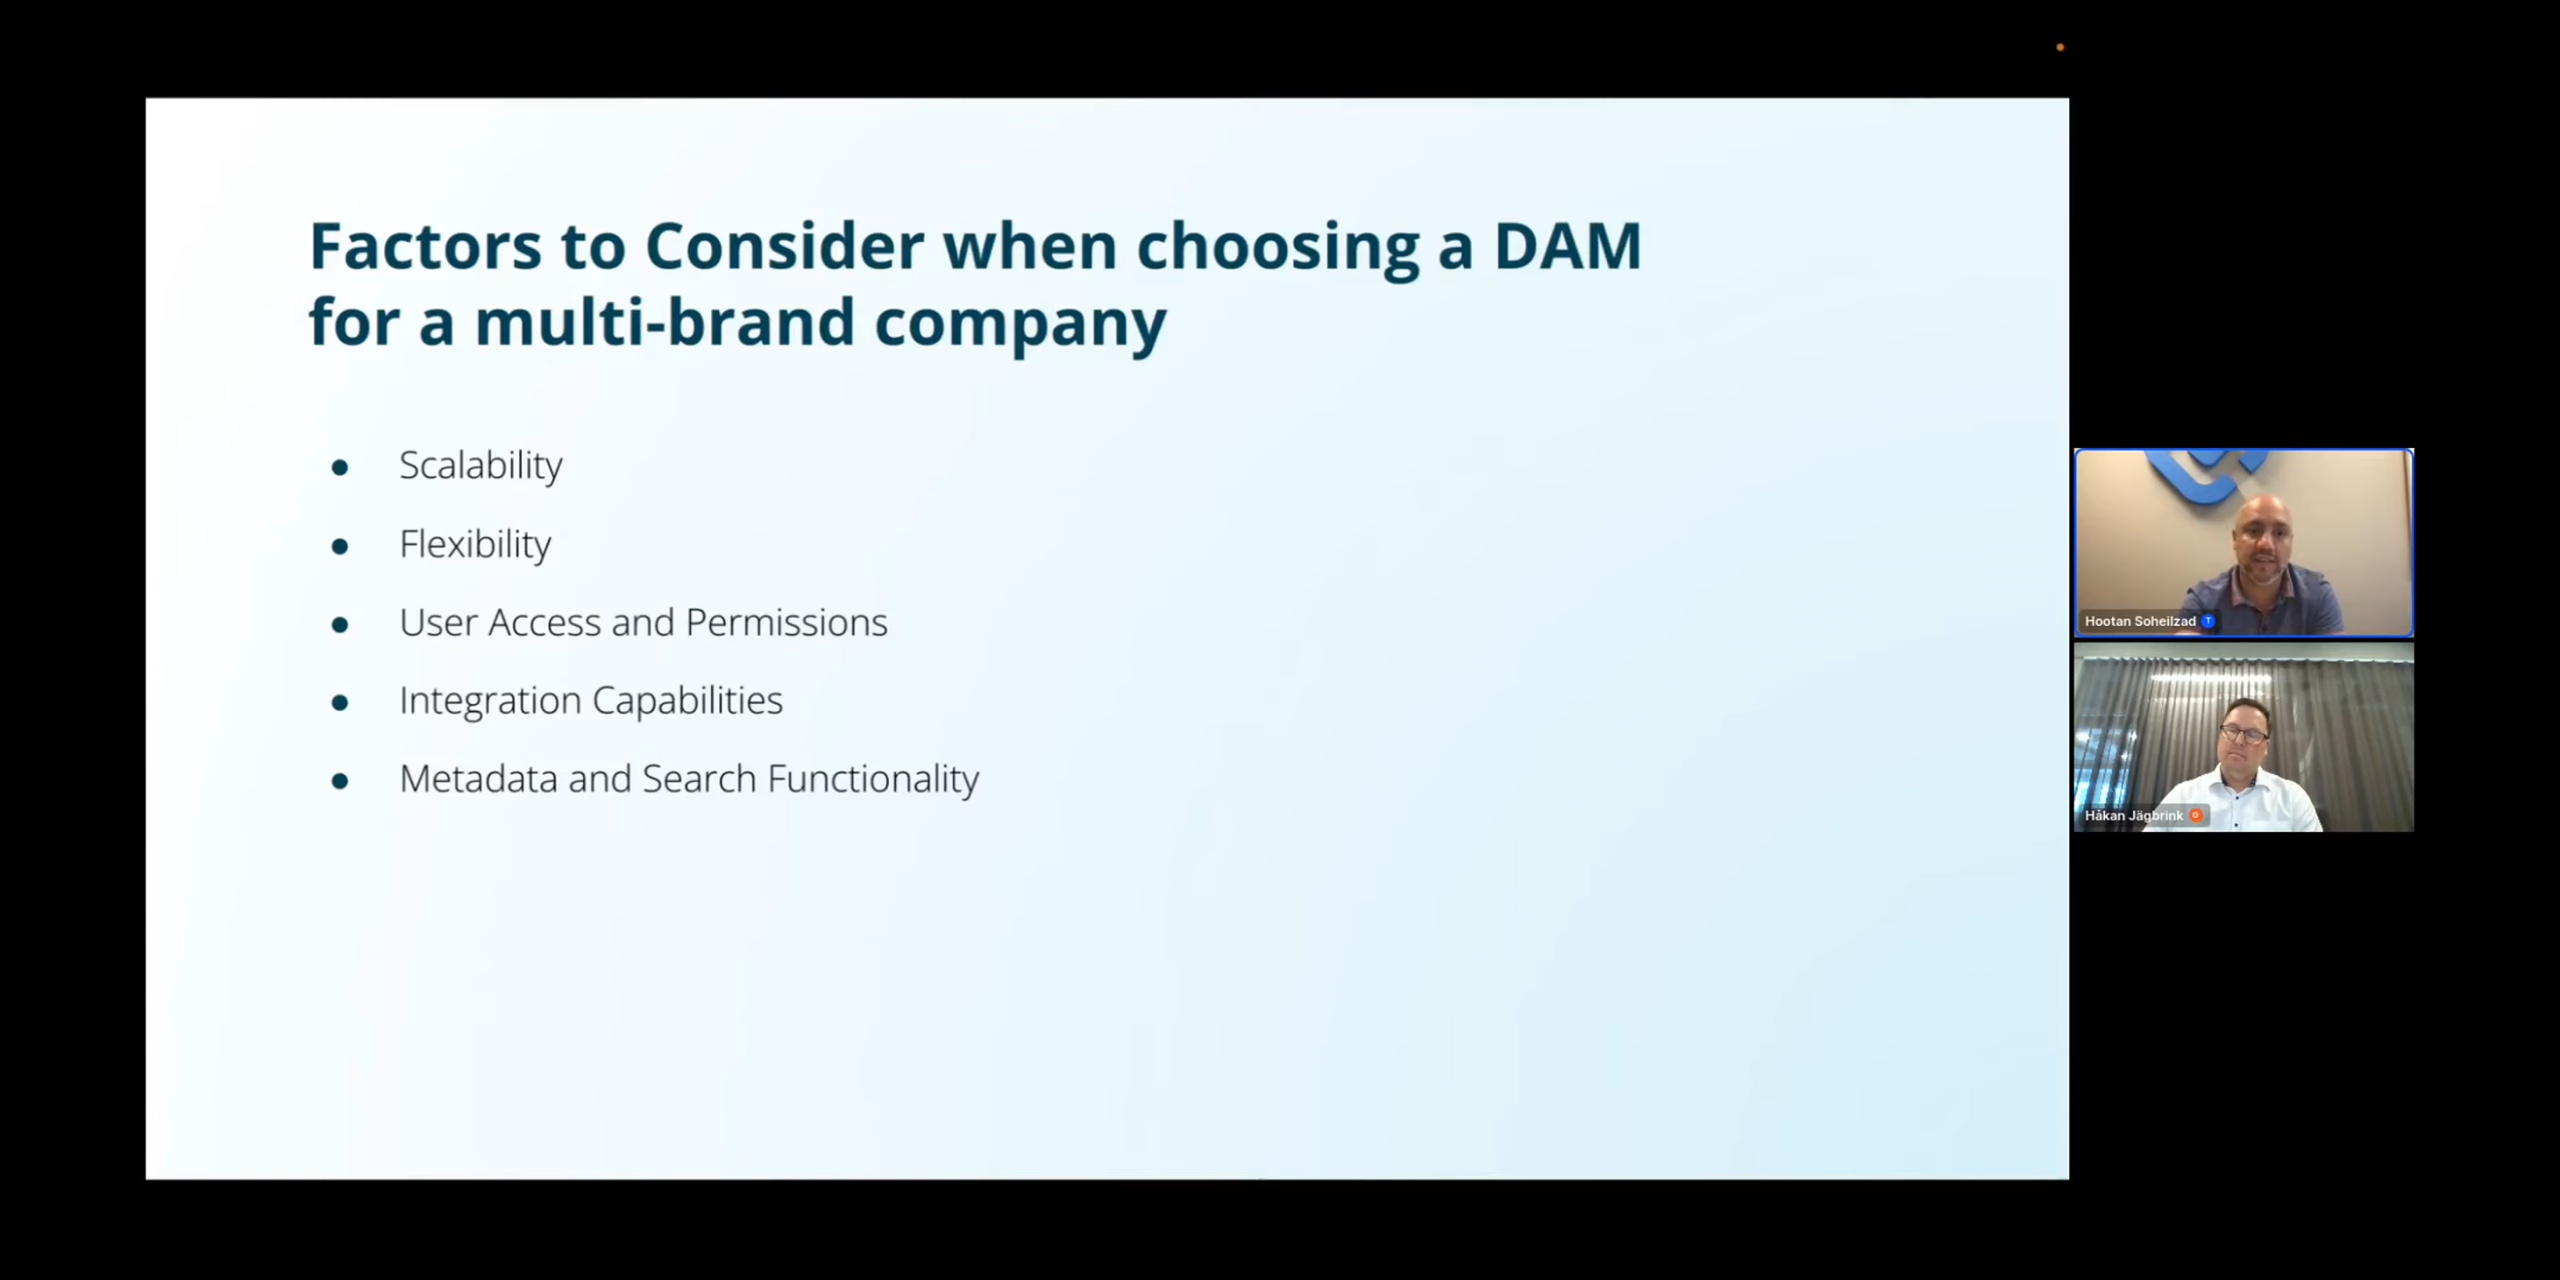 Factors to Consider when choosing a DAM
for a multi-brand company
● Scalability
● Flexibility
● User Access and Permissions
● Integration Capabilities
● Metadata and Search Functionality
Hootan Soheilzad T
Håkan Jägbrink G